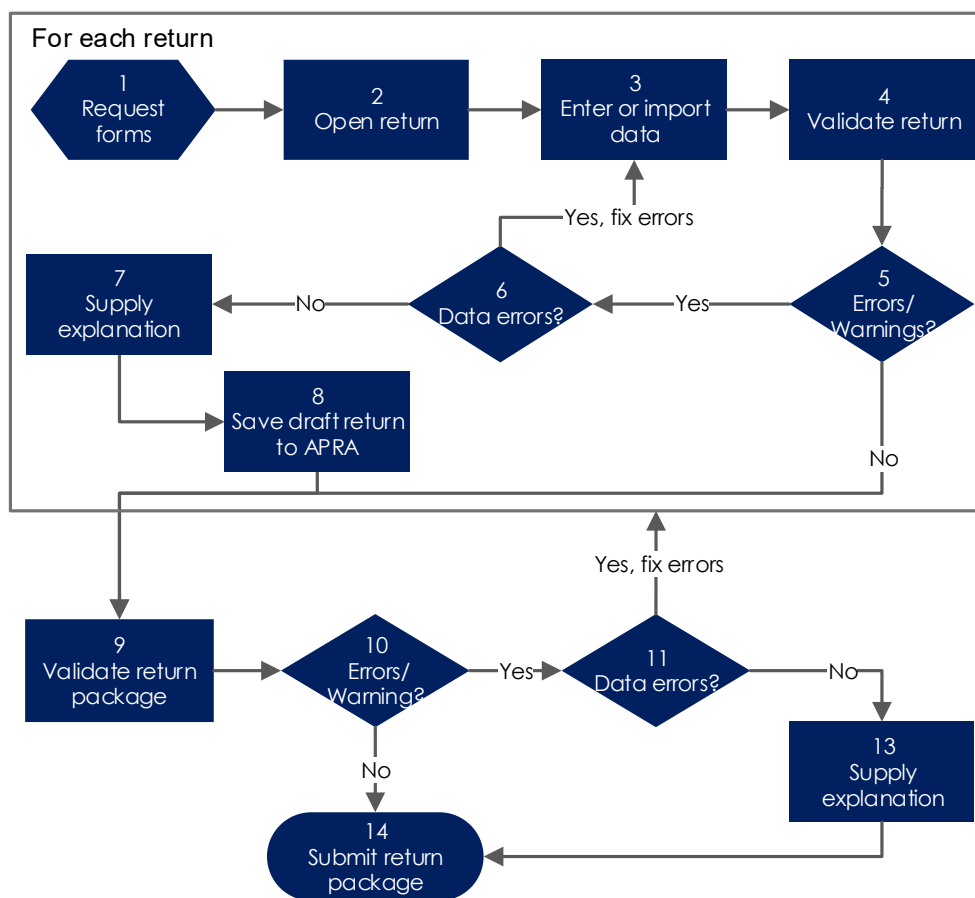 For each return
1
Request
forms
2
Open return
3
Enter or import
data
4
Validate return
Yes, fix errors
7
Supply
explanation
No
6
Data errors?
Yes
5
Errors/
Warnings?
8
Save draft return
to APRA
No
Yes, fix errors
9
Validate return
package
10
Errors/
Warning?
Yes
11
Data errors?
No
No
13
Supply
explanation
14
Submit return
package